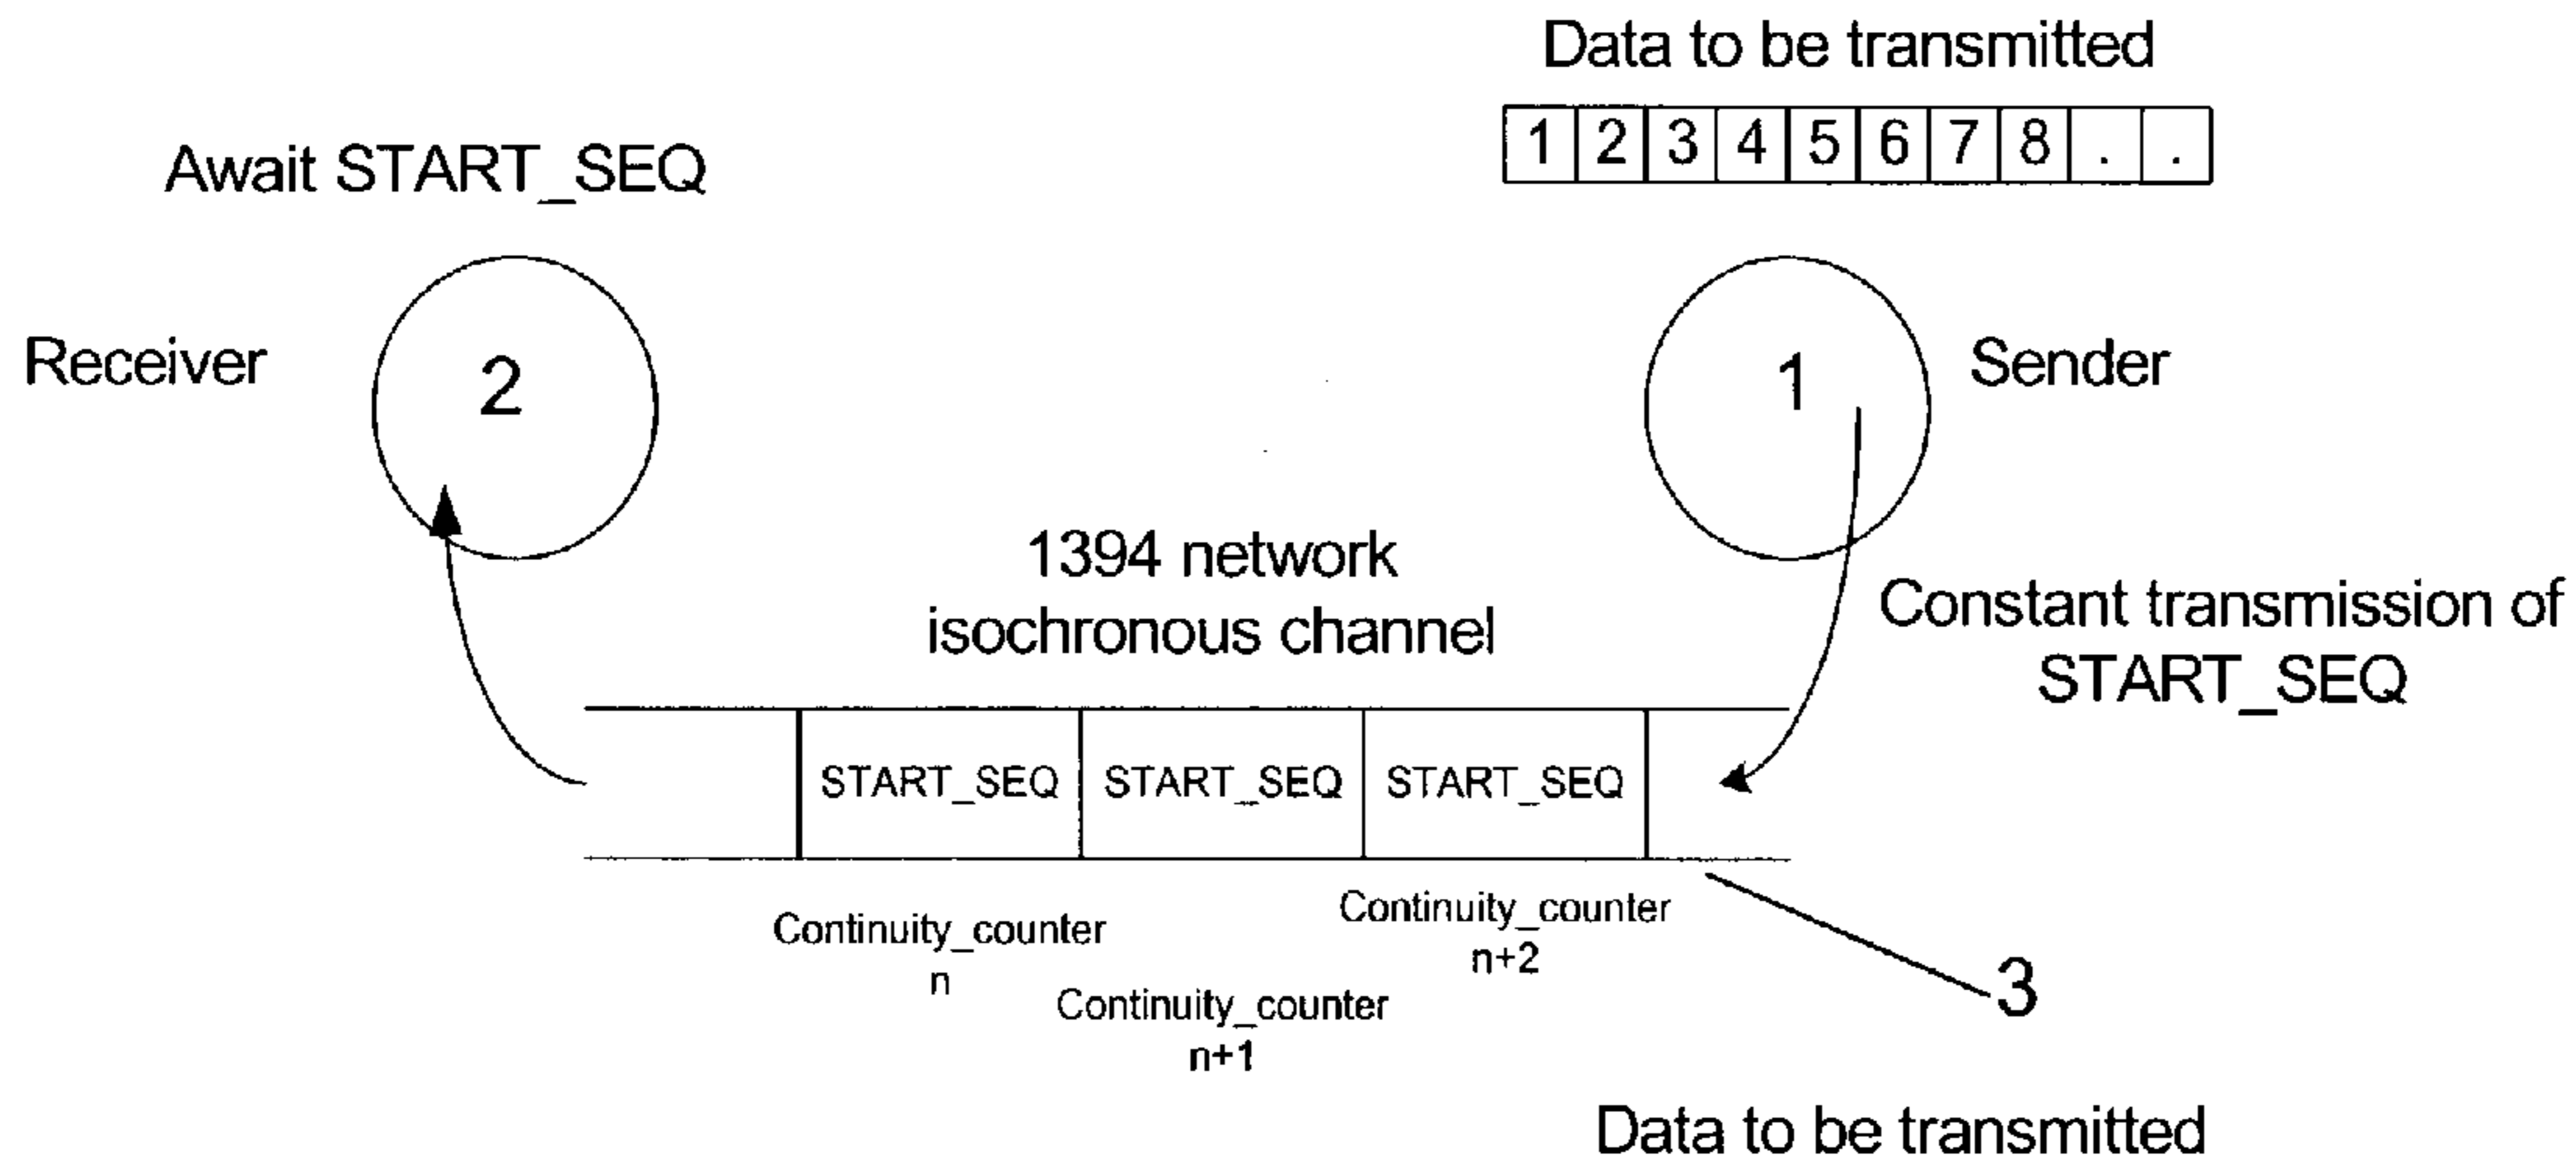 Data to be transmitted
1 2 3 4 5 6 7 8 . .
Await START_SEQ
Receiver
2
1
Sender
1394 network
isochronous channel
Constant transmission of
START_SEQ
START_SEQ START_SEQ START_SEQ
Continuity_counter
n
Continuity_counter
n+1
Continuity_counter
n+2
3
Data to be transmitted